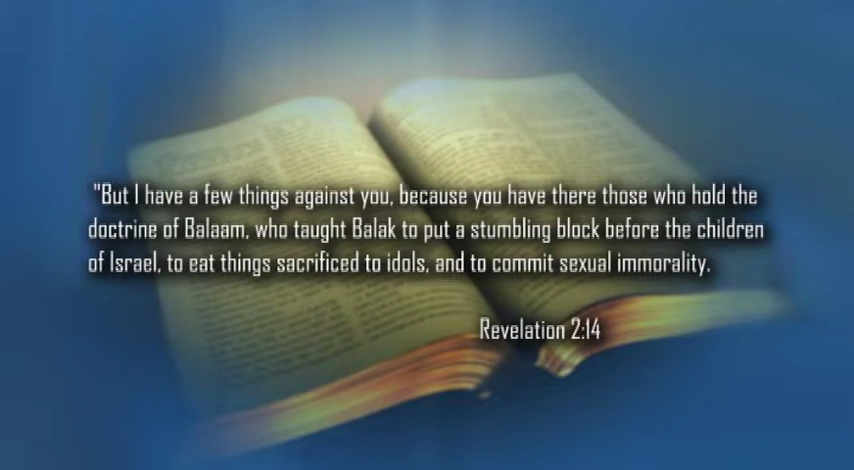 "But I have a few things against you, because you have there those who hold the
doctrine of Balaam, who taught Balak to put a stumbling block before the children
of Israel, to eat things sacrificed to idols, and to commit sexual immorality.
Revelation 2:14